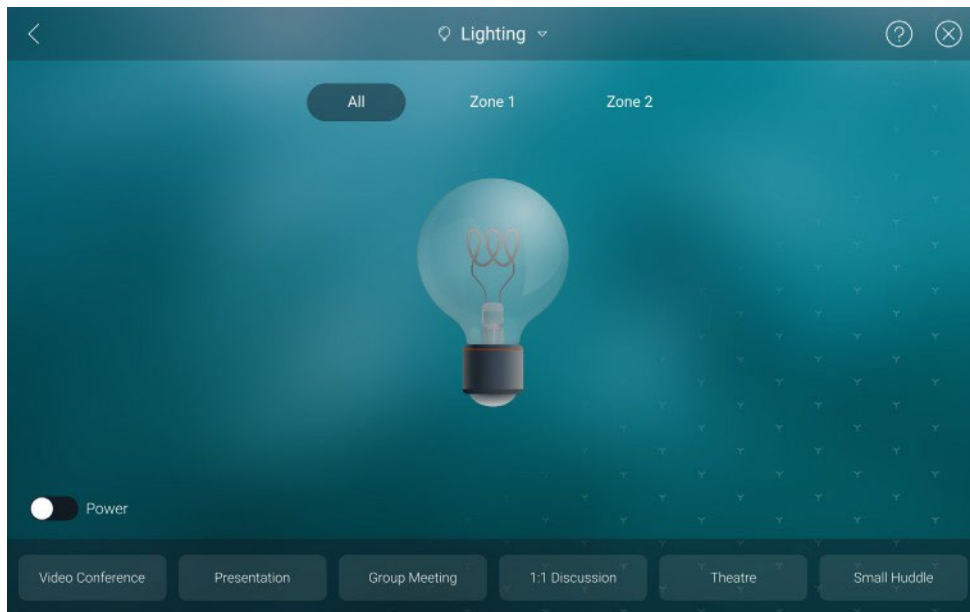 Lighting
All Zone 1 Zone 2
Power
Video Conference Presentation Group Meeting 1:1 Discussion Theatre Small Huddle